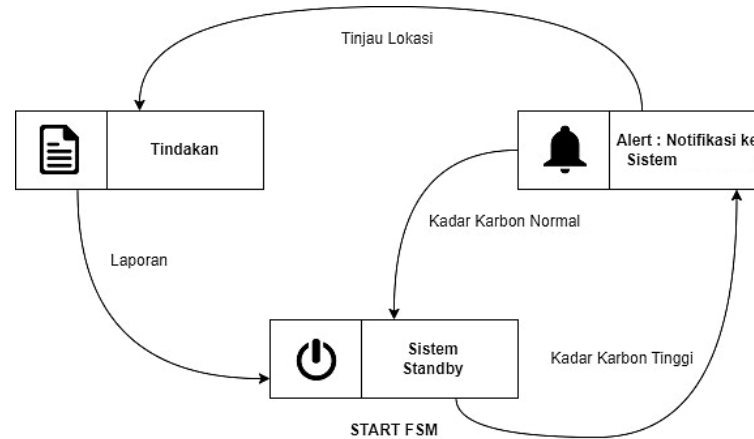 Tinjau Lokasi
Tindakan
Alert : Notifikasi ke
Sistem
Kadar Karbon Normal
Laporan
Sistem
Standby
Kadar Karbon Tinggi
START FSM